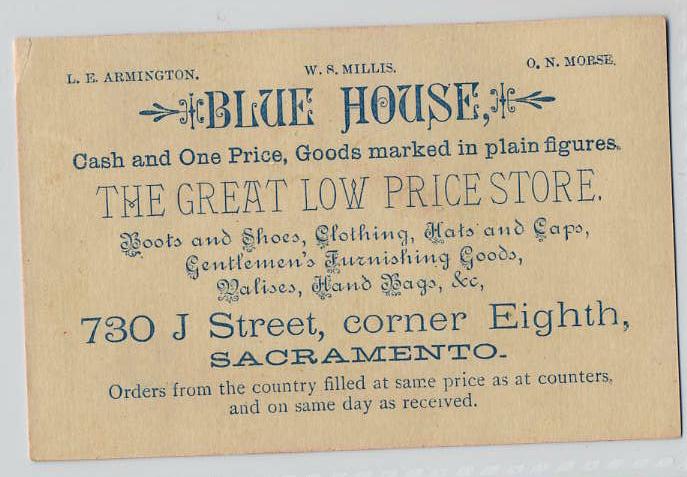 L. E. ARMINGTON. W. S. MILLIS. O. N. MORSE.
BLUE HOUSE,
Cash and One Price, Goods marked in plain figures.
THE GREAT LOW PRICE STORE.
Boots and Shoes, Clothing, Hats and Caps,
Gentlemen's Furnishing Goods,
Valises, Hand Bags, &c,
730 J Street, corner Eighth,
SACRAMENTO.
Orders from the country filled at same price as at counters,
and on same day as received.